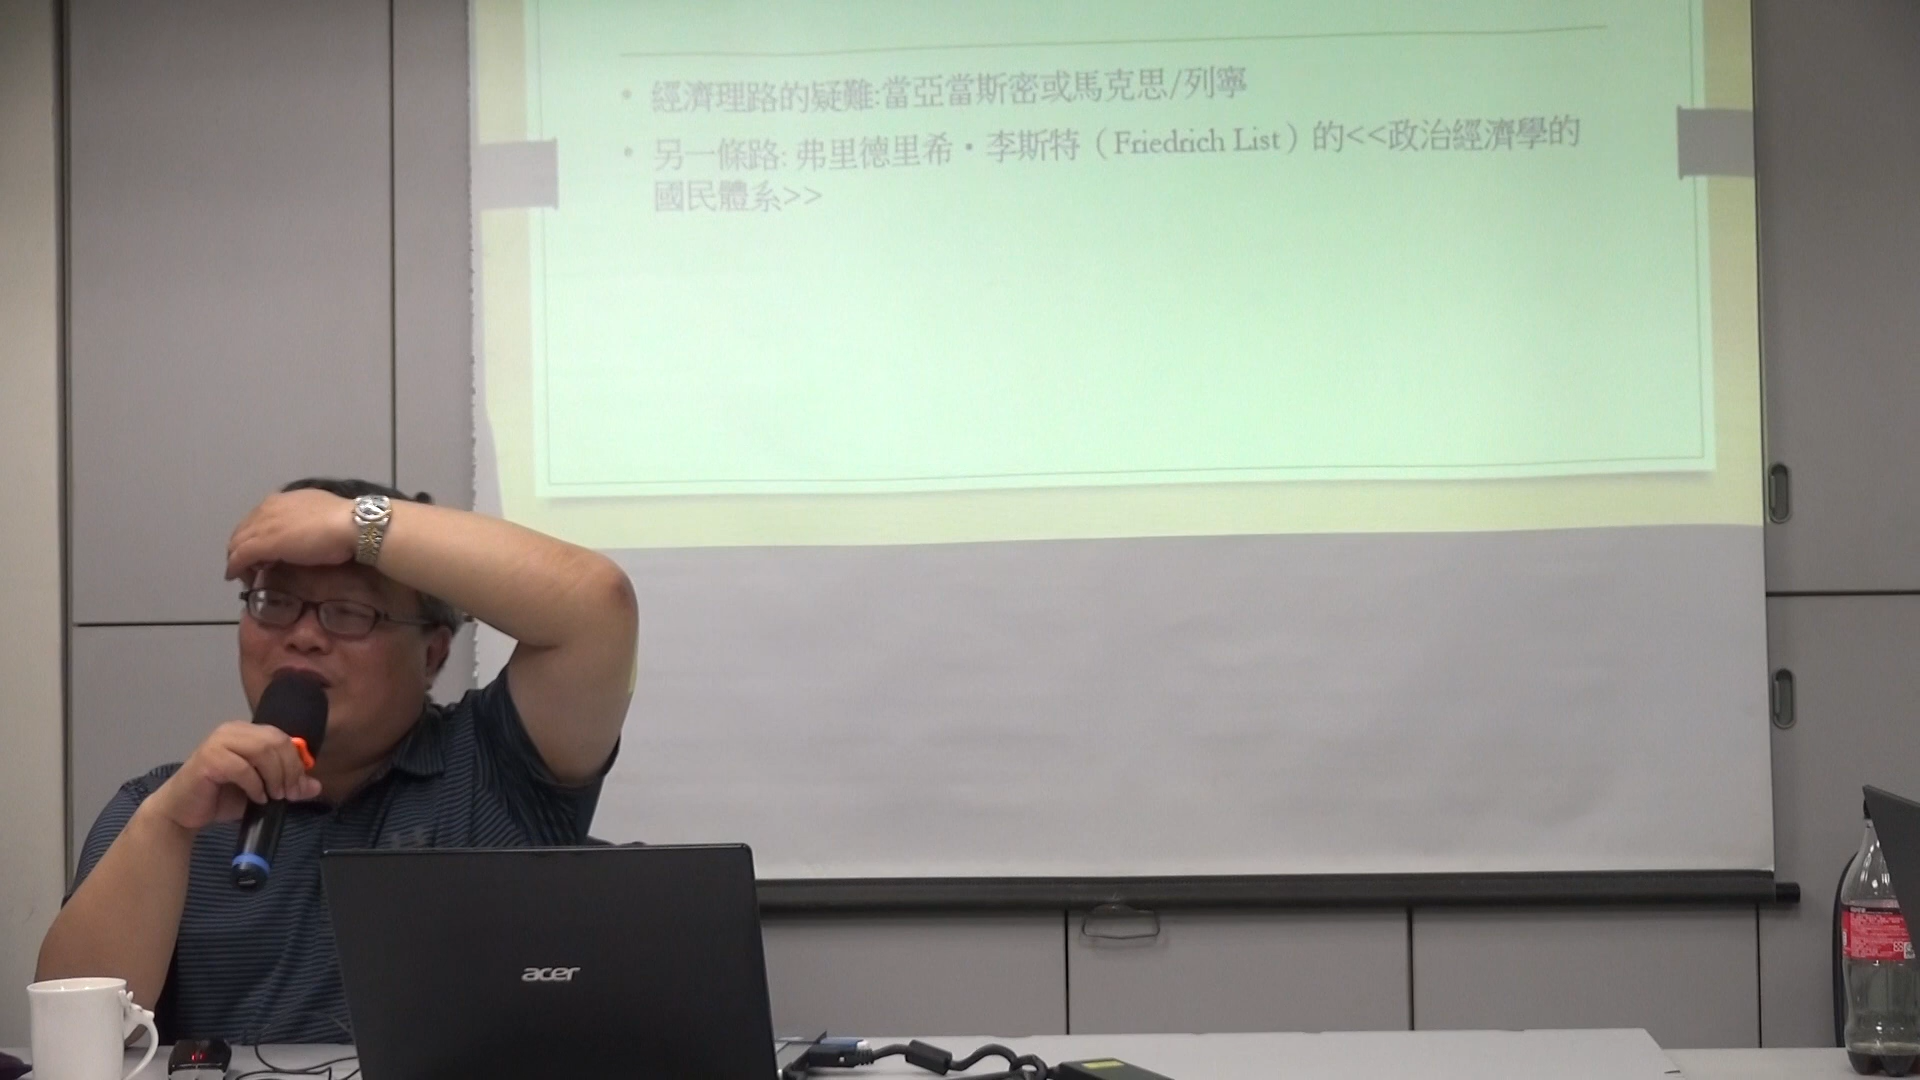 • 經濟理路的疑難:當亞當斯密或馬克思/列寧
• 另一條路: 弗里德里希・李斯特（Friedrich List）的<<政治經濟學的
國民體系>>
acer